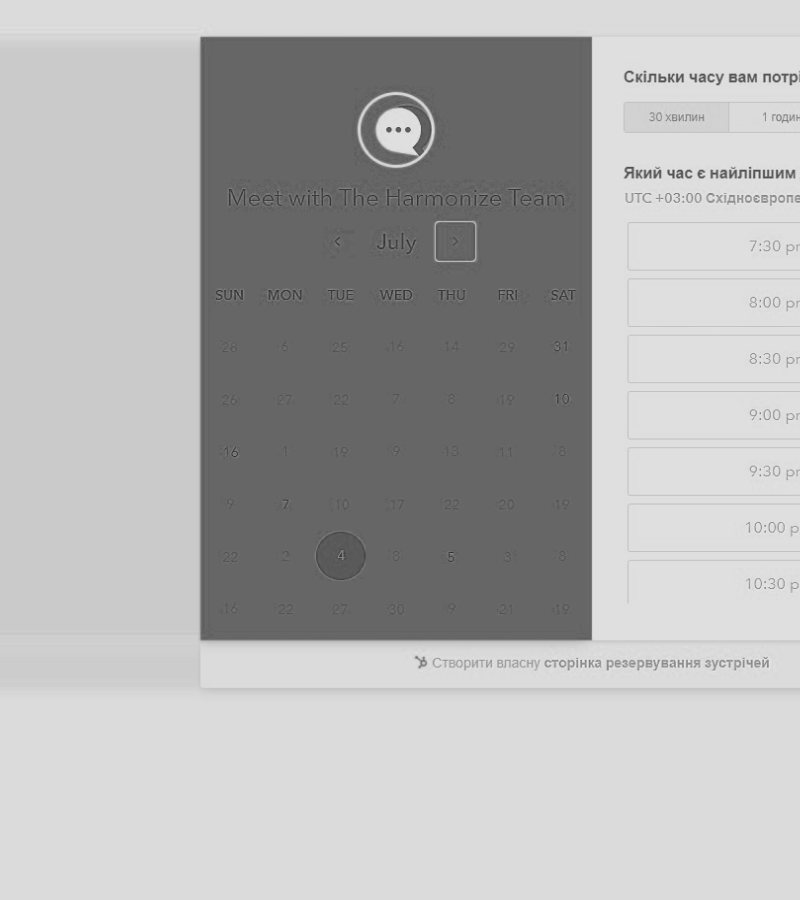 Meet with The Harmonize Team
July
SUN MON TUE WED THU FRI SAT
28 6 25 16 14 29 31
26 27 22 7 8 19 10
16 1 19 9 13 11 8
9 7 10 17 22 20 19
22 2 4 8 5 3 8
16 22 27 30 9 21 19
Скільки часу вам потрі
30 хвилин 1 годин
Який час є найліпшим
UTC +03:00 Східноєвропе
7:30 pr
8:00 pr
8:30 pr
9:00 pr
9:30 pr
10:00 p
10:30 p
Створити власну сторінка резервування зустрічей